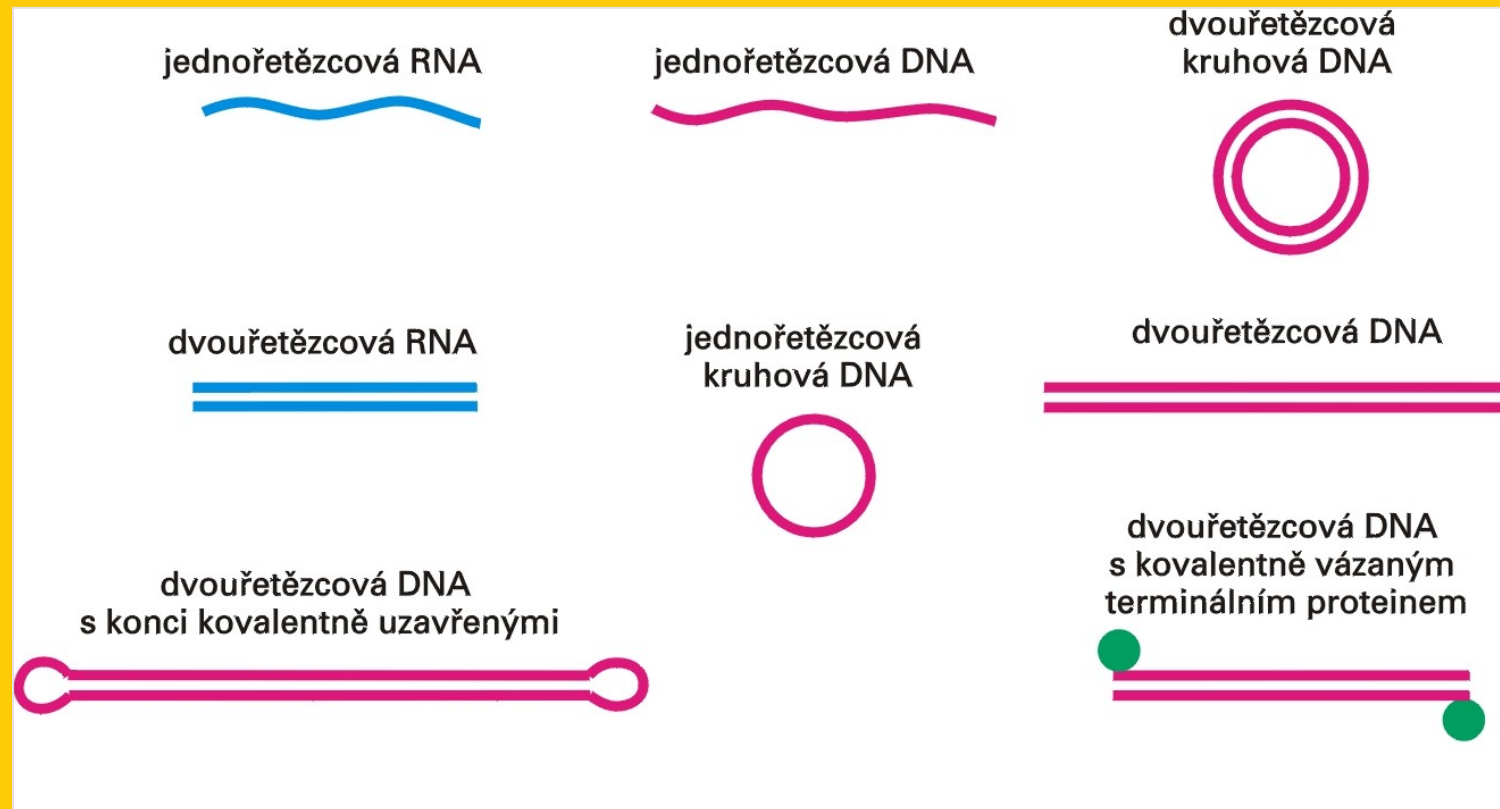 jednořetězcová RNA
jednořetězcová DNA
dvouřetězcová
kruhová DNA
dvouřetězcová RNA
jednořetězcová
kruhová DNA
dvouřetězcová DNA
dvouřetězcová DNA
s konci kovalentně uzavřenými
dvouřetězcová DNA
s kovalentně vázaným
terminálním proteinem